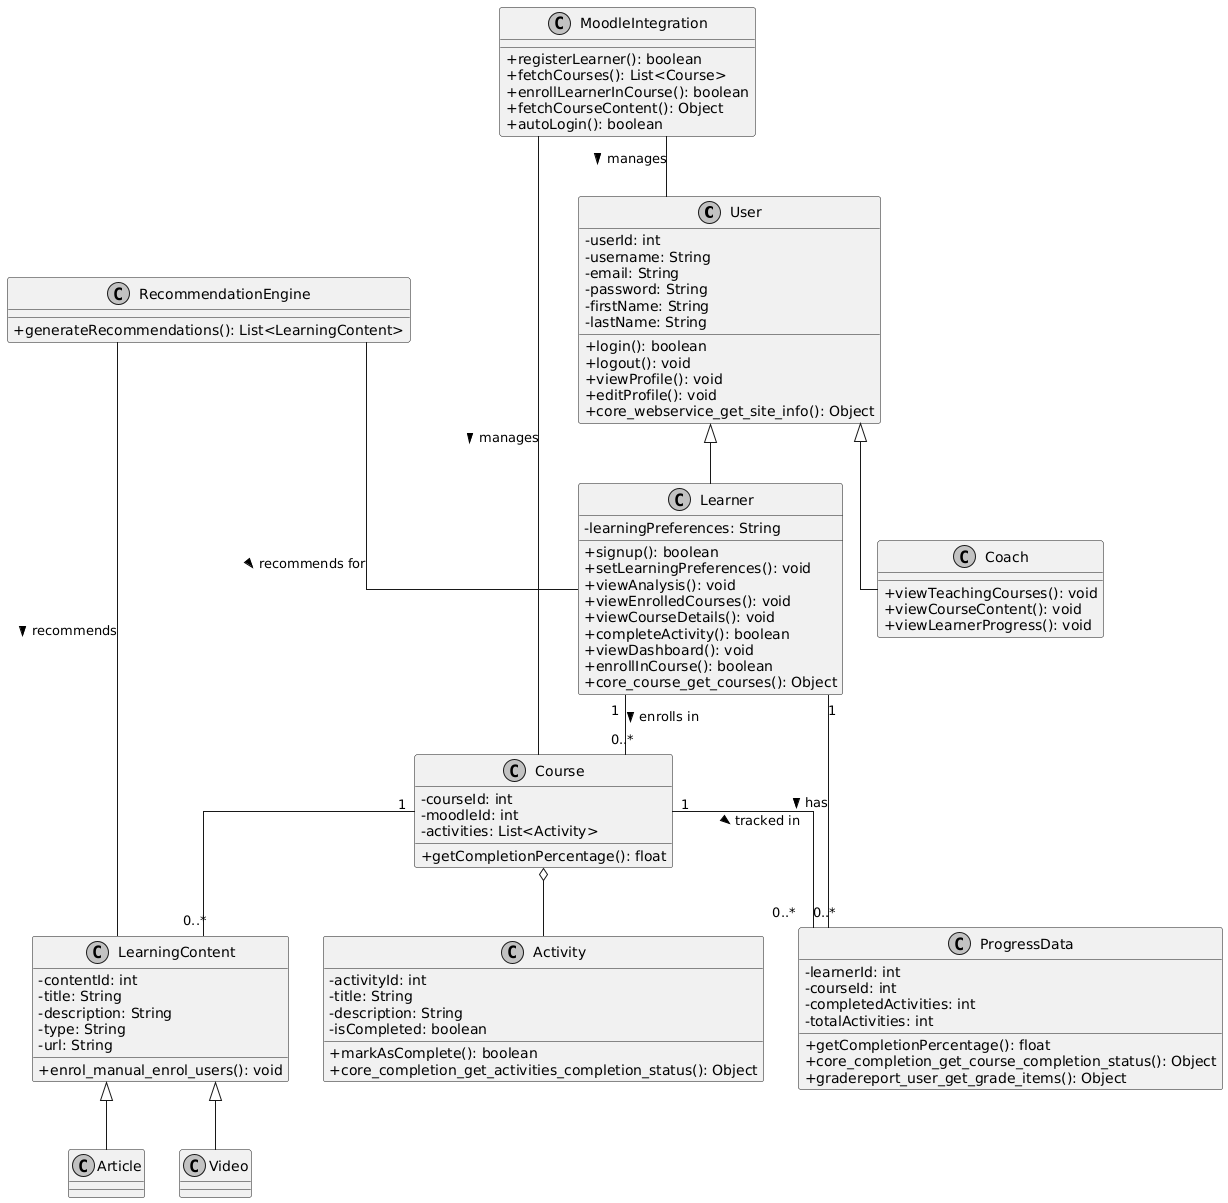 C MoodleIntegration
+registerLearner(): boolean
+fetchCourses(): List<Course>
+enrollLearnerInCourse(): boolean
+fetchCourseContent(): Object
+autoLogin(): boolean
manages
C User
-userId: int
-username: String
-email: String
-password: String
-firstName: String
-lastName: String
+login(): boolean
+logout(): void
+viewProfile(): void
+editProfile(): void
+core_webservice_get_site_info(): Object
C RecommendationEngine
+generateRecommendations(): List<LearningContent>
manages
C Learner
-learningPreferences: String
+signup(): boolean
+setLearningPreferences(): void
+viewAnalysis(): void
+viewEnrolledCourses(): void
+viewCourseDetails(): void
+completeActivity(): boolean
+viewDashboard(): void
+enrollInCourse(): boolean
+core_course_get_courses(): Object
C Coach
+viewTeachingCourses(): void
+viewCourseContent(): void
+viewLearnerProgress(): void
recommends for
recommends
1
enrolls in
0..*
1
C Course
-courseId: int
-moodleId: int
-activities: List<Activity>
+getCompletionPercentage(): float
1
1
has
tracked in
0..*
0..*
0..*
C LearningContent
-contentId: int
-title: String
-description: String
-type: String
-url: String
+enrol_manual_enrol_users(): void
C Activity
-activityId: int
-title: String
-description: String
-isCompleted: boolean
+markAsComplete(): boolean
+core_completion_get_activities_completion_status(): Object
C ProgressData
-learnerId: int
-courseId: int
-completedActivities: int
-totalActivities: int
+getCompletionPercentage(): float
+core_completion_get_course_completion_status(): Object
+gradereport_user_get_grade_items(): Object
C Article
C Video